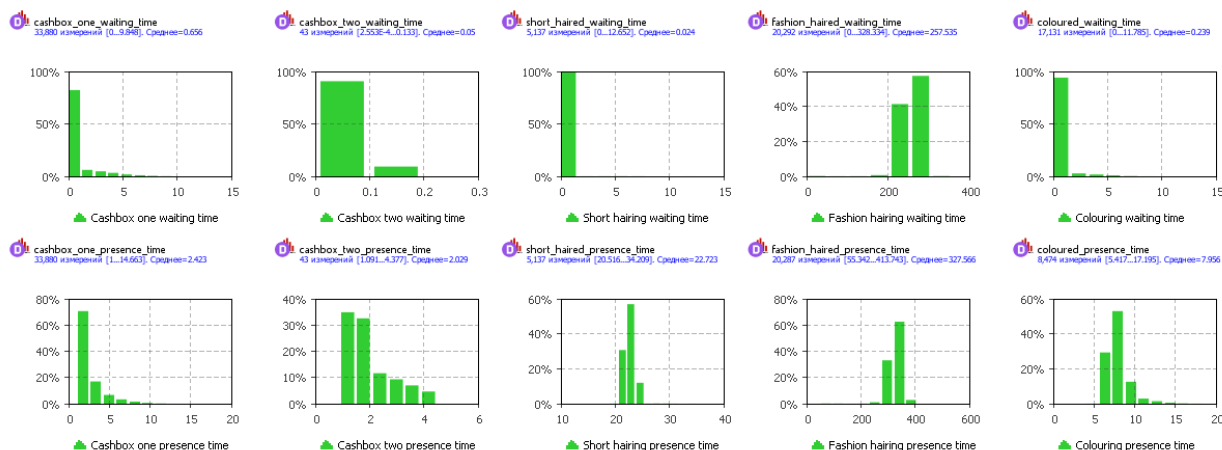 cashbox_one_waiting_time
33,880 измерений [0...9.848]. Среднее=0.656
100%
50%
0%
0
5
10
15
Cashbox one waiting time
cashbox_two_waiting_time
43 измерений [2.553E-4...0.133]. Среднее=0.05
100%
50%
0%
0
0.1
0.2
0.3
Cashbox two waiting time
short_haired_waiting_time
5,137 измерений [0...12.652]. Среднее=0.024
100%
50%
0%
0
5
10
15
Short hairing waiting time
fashion_haired_waiting_time
20,292 измерений [0...328.334]. Среднее=257.535
60%
40%
20%
0%
0
200
400
Fashion hairing waiting time
coloured_waiting_time
17,131 измерений [0...11.785]. Среднее=0.239
100%
50%
0%
0
5
10
15
Colouring waiting time
cashbox_one_presence_time
33,880 измерений [1...14.663]. Среднее=2.423
80%
60%
40%
20%
0%
0
5
10
15
20
Cashbox one presence time
cashbox_two_presence_time
43 измерений [1.091...4.377]. Среднее=2.029
40%
30%
20%
10%
0%
0
2
4
6
Cashbox two presence time
short_haired_presence_time
5,137 измерений [20.516...34.209]. Среднее=22.723
60%
40%
20%
0%
10
20
30
40
Short hairing presence time
fashion_haired_presence_time
20,287 измерений [55.342...413.743]. Среднее=327.566
80%
60%
40%
20%
0%
0
200
400
600
Fashion hairing presence time
coloured_presence_time
8,474 измерений [5.417...17.195]. Среднее=7.956
60%
40%
20%
0%
0
5
10
15
20
Colouring presence time